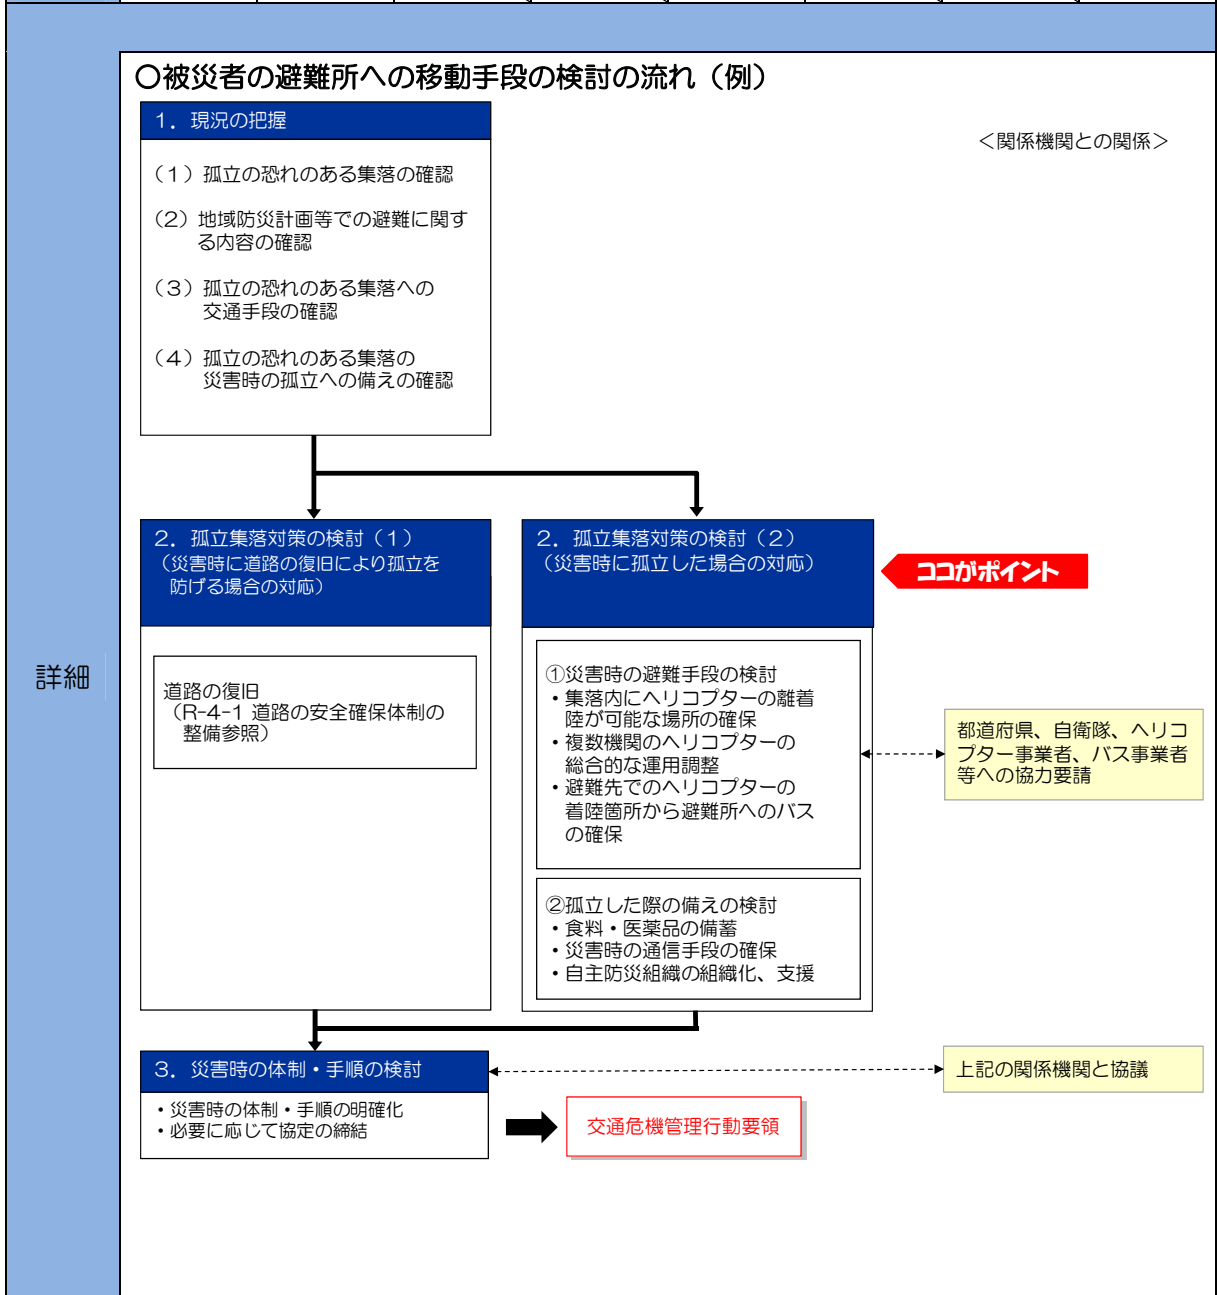 ○被災者の避難所への移動手段の検討の流れ（例）
＜関係機関との関係＞
１．現況の把握
（１）孤立の恐れのある集落の確認
（２）地域防災計画等での避難に関す
る内容の確認
（３）孤立の恐れのある集落への
交通手段の確認
（４）孤立の恐れのある集落の
災害時の孤立への備えの確認
２．孤立集落対策の検討（１）
（災害時に道路の復旧により孤立を
防げる場合の対応）
道路の復旧
（R-4-1 道路の安全確保体制の
整備参照）
２．孤立集落対策の検討（２）
（災害時に孤立した場合の対応）
ココがポイント
①災害時の避難手段の検討
・集落内にヘリコプターの離着
陸が可能な場所の確保
・複数機関のヘリコプターの
総合的な運用調整
・避難先でのヘリコプターの
着陸箇所から避難所へのバス
の確保
都道府県、自衛隊、ヘリコ
プター事業者、バス事業者
等への協力要請
②孤立した際の備えの検討
・食料・医薬品の備蓄
・災害時の通信手段の確保
・自主防災組織の組織化、支援
詳細
３．災害時の体制・手順の検討
・災害時の体制・手順の明確化
・必要に応じて協定の締結
交通危機管理行動要領
上記の関係機関と協議